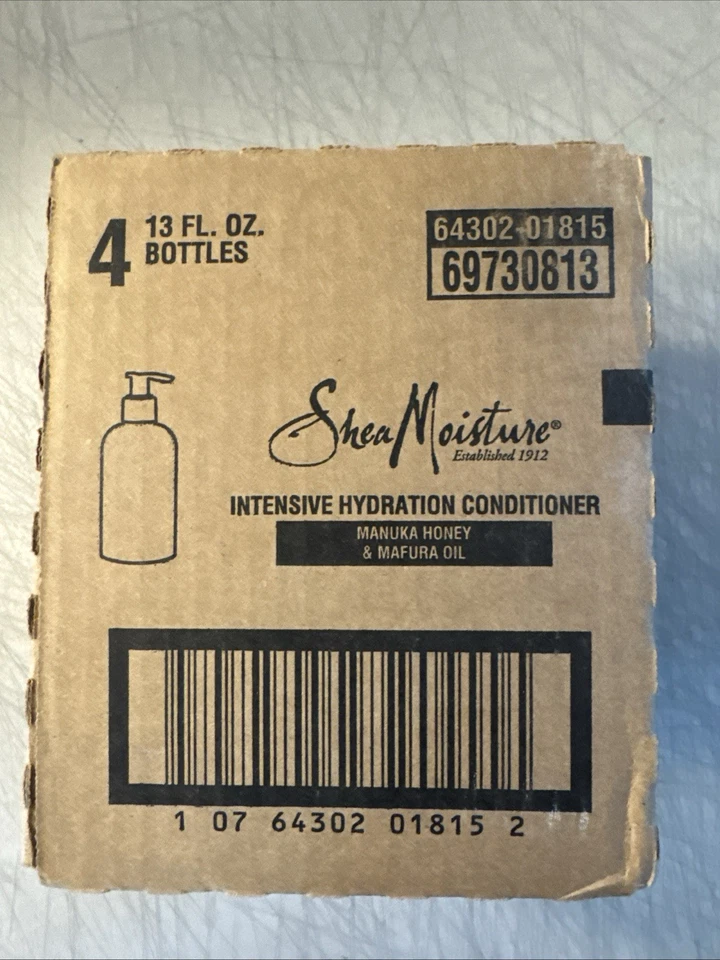 4 13 FL. OZ.
BOTTLES
64302-01815
69730813
SheaMoisture®
Established 1912
INTENSIVE HYDRATION CONDITIONER
MANUKA HONEY
& MAFURA OIL
1 07 64302 01815 2